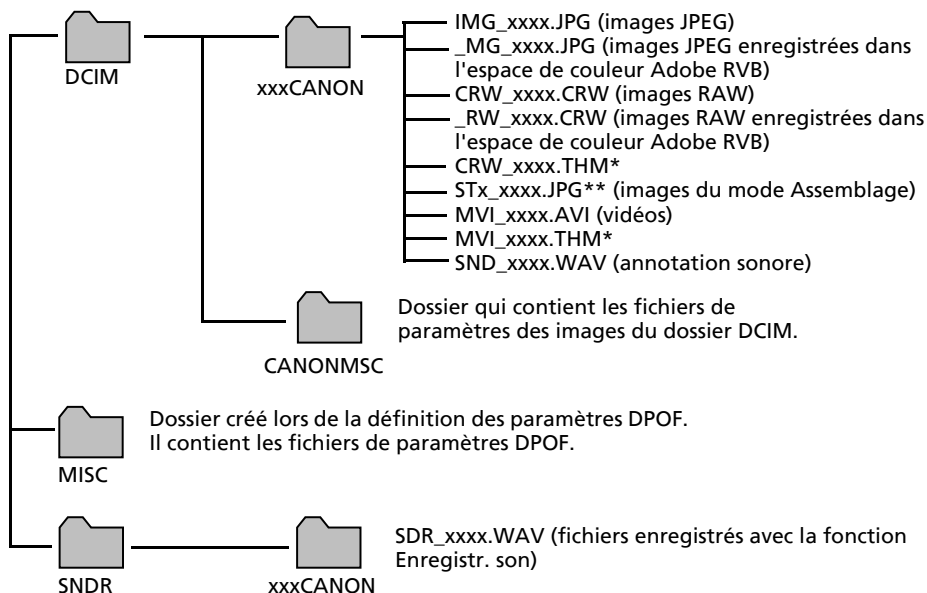 DCIM
xxxCANON
IMG_xxxx.JPG (images JPEG)
_MG_xxxx.JPG (images JPEG enregistrées dans
l'espace de couleur Adobe RVB)
CRW_xxxx.CRW (images RAW)
_RW_xxxx.CRW (images RAW enregistrées dans
l'espace de couleur Adobe RVB)
CRW_xxxx.THM*
STx_xxxx.JPG** (images du mode Assemblage)
MVI_xxxx.AVI (vidéos)
MVI_xxxx.THM*
SND_xxxx.WAV (annotation sonore)
CANONMSC
Dossier qui contient les fichiers de
paramètres des images du dossier DCIM.
MISC
Dossier créé lors de la définition des paramètres DPOF.
Il contient les fichiers de paramètres DPOF.
SNDR
xxxCANON
SDR_xxxx.WAV (fichiers enregistrés avec la fonction
Enregistr. son)